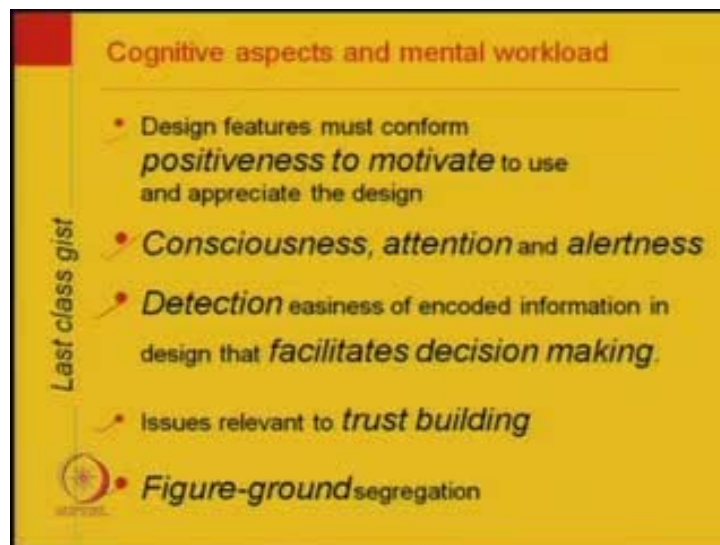 Cognitive aspects and mental workload
Design features must conform
positiveness to motivate to use
and appreciate the design
Consciousness, attention and alertness
Detection easiness of encoded information in
design that facilitates decision making.
Issues relevant to trust building
Figure-ground segregation
Last class gist
NPTEL